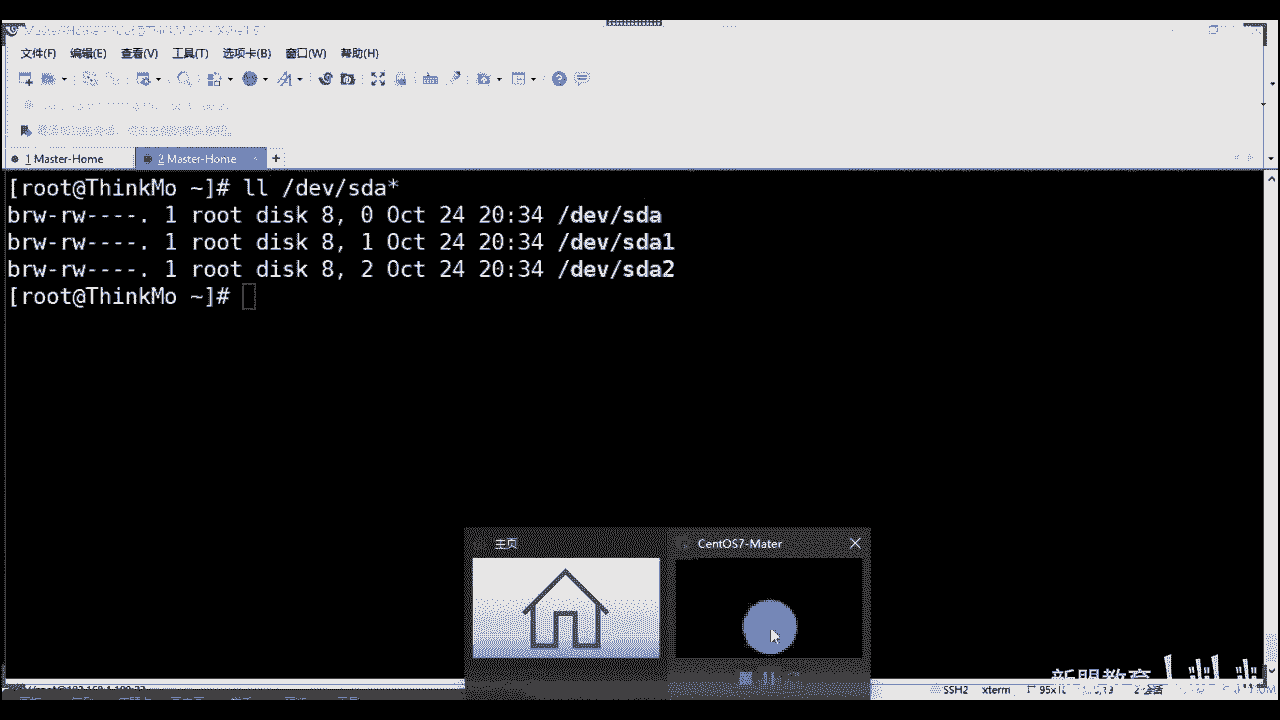 文件(F) 编辑(E) 查看(V) 工具(T) 选项卡(B) 窗口(W) 帮助(H)
1 Master-Home 2 Master-Home
[root@ThinkMo ~]# ll /dev/sda*
brw-rw----. 1 root disk 8, 0 Oct 24 20:34 /dev/sda
brw-rw----. 1 root disk 8, 1 Oct 24 20:34 /dev/sda1
brw-rw----. 1 root disk 8, 2 Oct 24 20:34 /dev/sda2
[root@ThinkMo ~]#
主页 CentOS7-Mater
新盟教育
SSH2 xterm